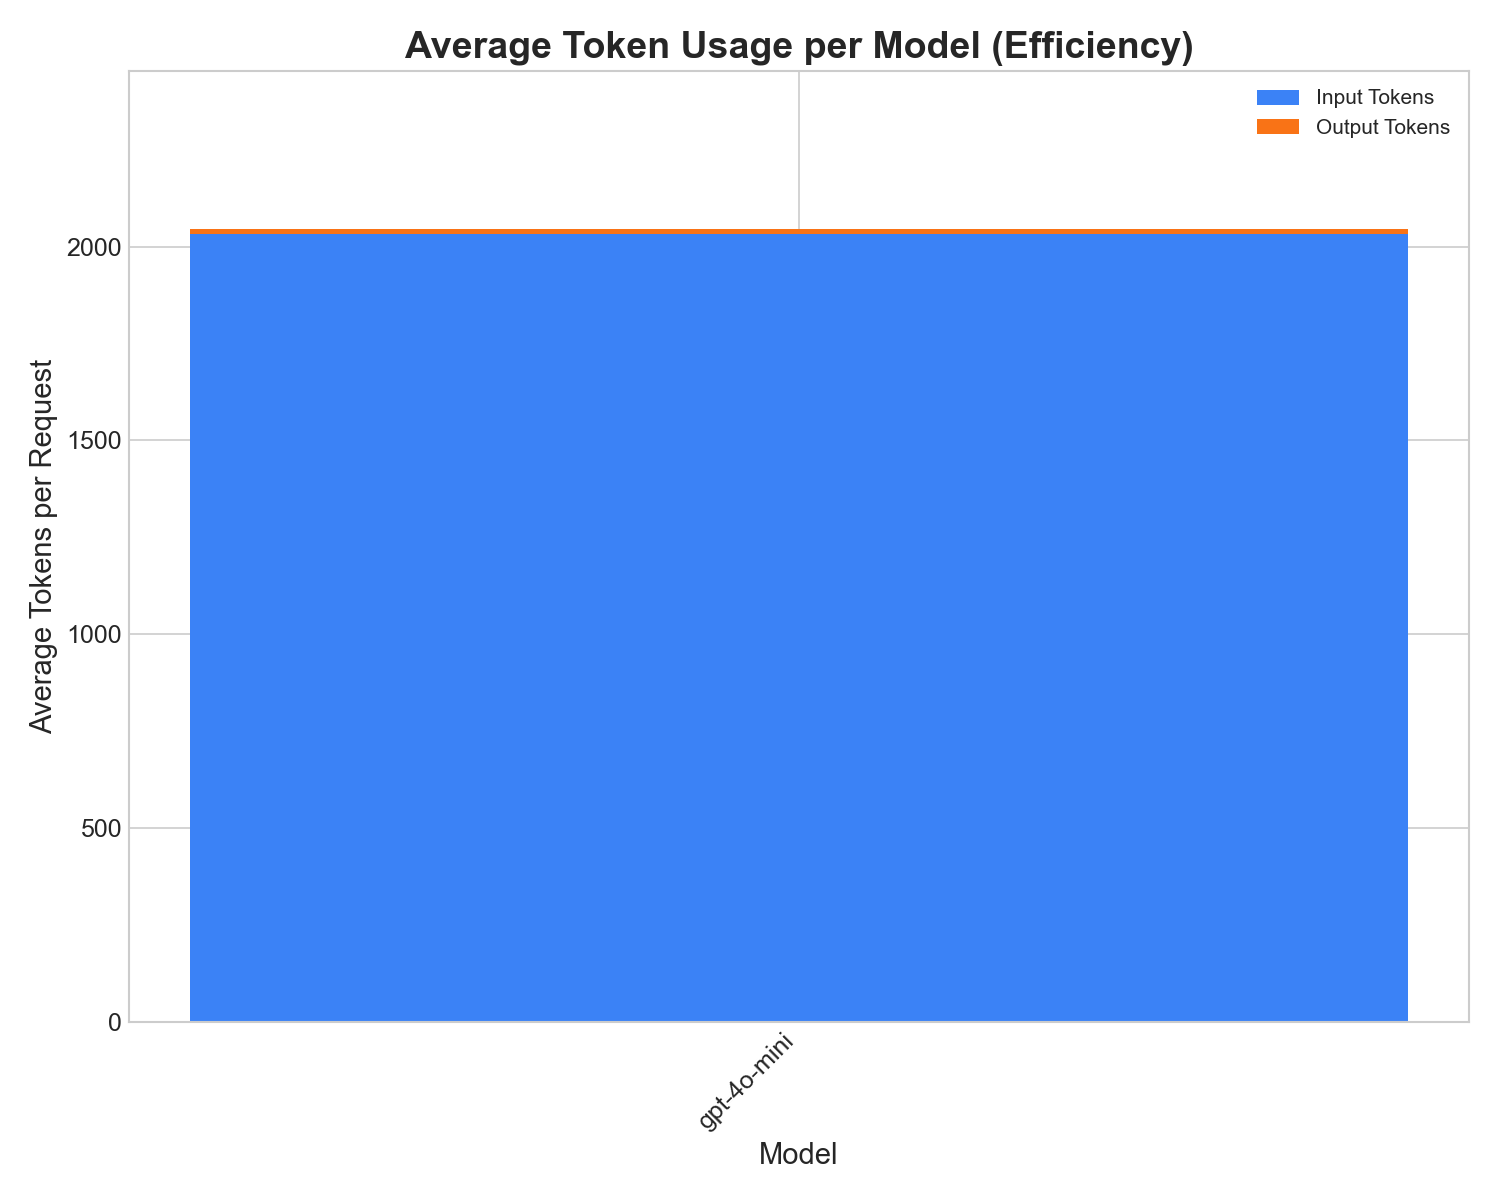 Average Token Usage per Model (Efficiency)
Input Tokens
Output Tokens
Average Tokens per Request
2000
1500
1000
500
0
gpt-4o-mini
Model